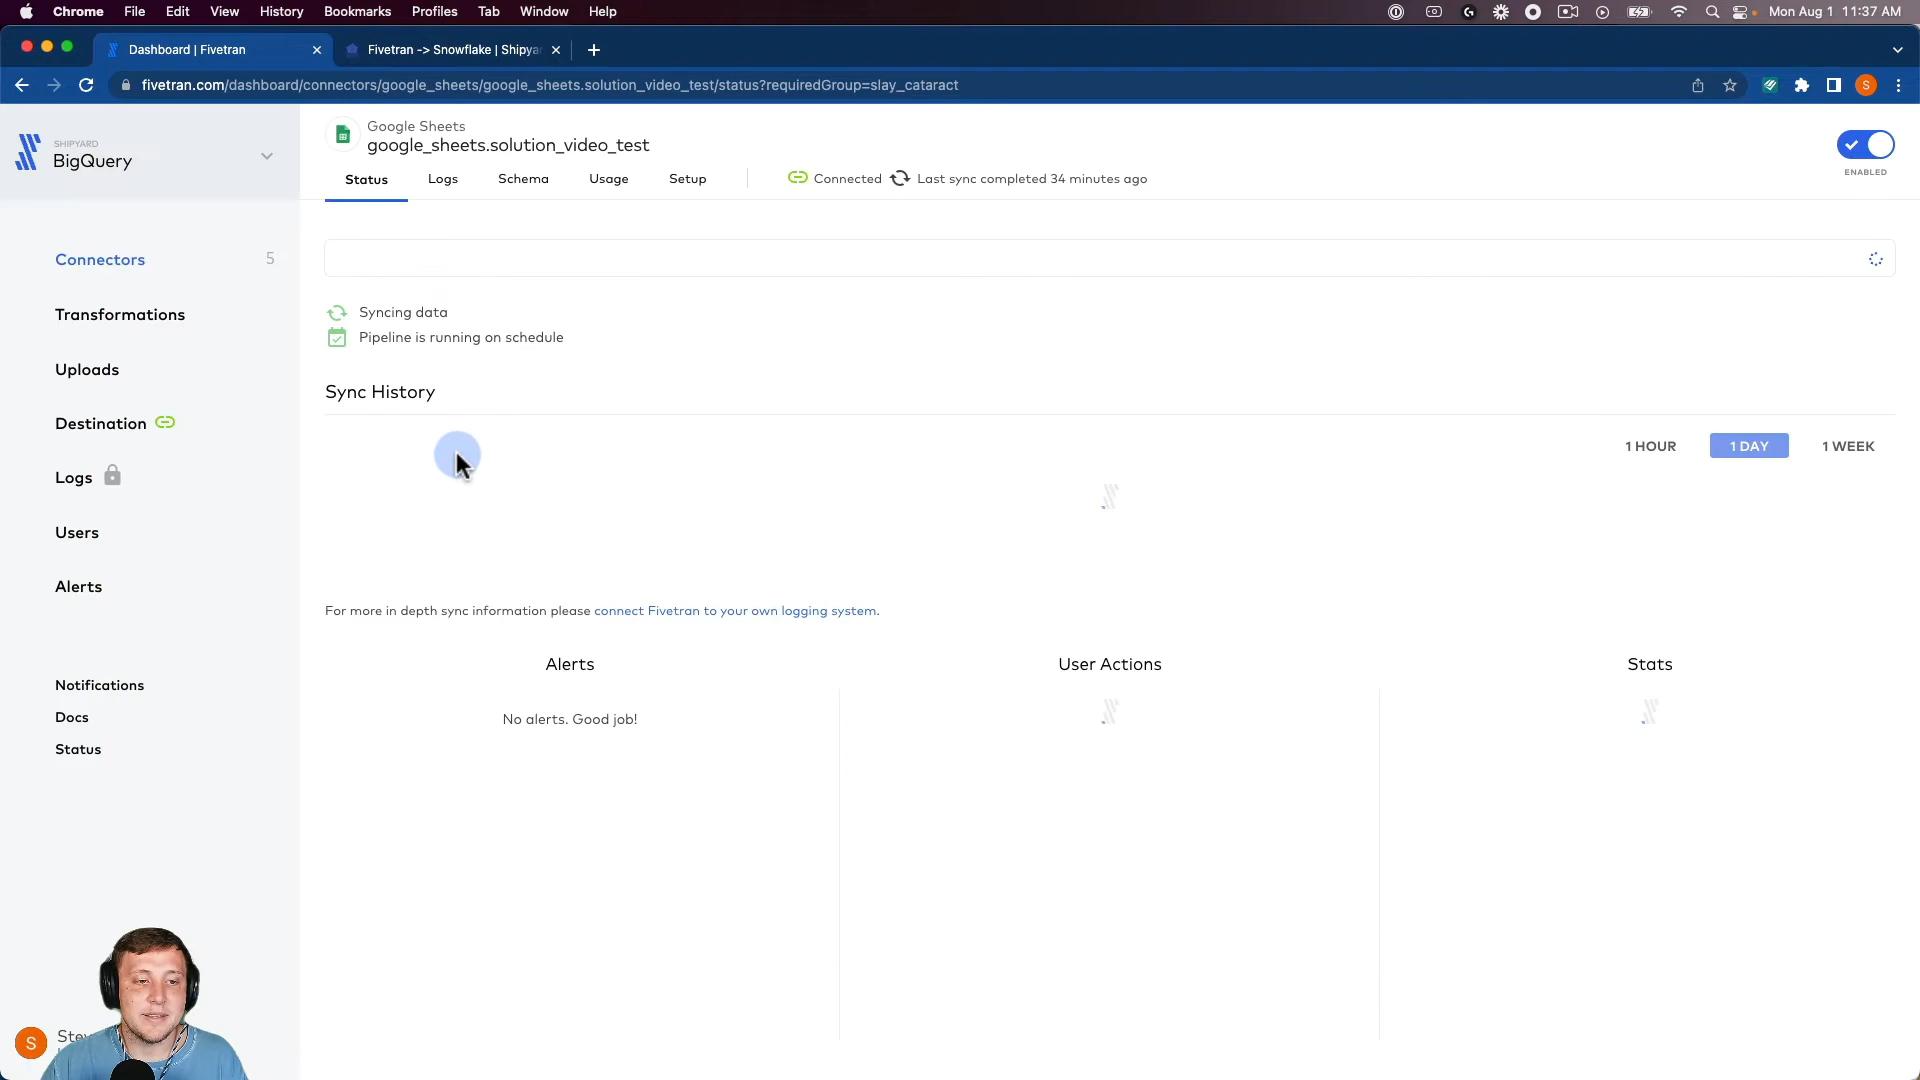 Chrome File Edit View History Bookmarks Profiles Tab Window Help
Mon Aug 1 11:37 AM
Dashboard | Fivetran
Fivetran -> Snowflake | Shipyar
fivetran.com/dashboard/connectors/google_sheets/google_sheets.solution_video_test/status?requiredGroup=slay_cataract
S
SHIPYARD
BigQuery
Google Sheets
google_sheets.solution_video_test
Status Logs Schema Usage Setup
Connected Last sync completed 34 minutes ago
ENABLED
Connectors 5
Transformations
Uploads
Destination
Logs
Users
Alerts
Notifications
Docs
Status
S
Syncing data
Pipeline is running on schedule
Sync History
1 HOUR 1 DAY 1 WEEK
For more in depth sync information please connect Fivetran to your own logging system.
Alerts User Actions Stats
No alerts. Good job!